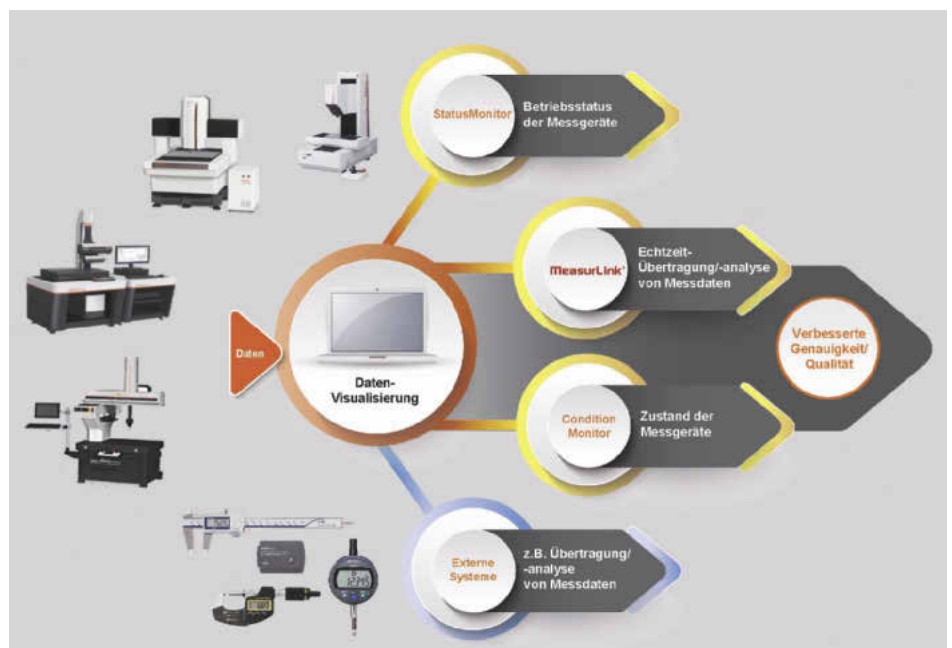 StatusMonitor
Betriebsstatus
der Messgeräte
MeasurLink®
Echtzeit-
Übertragung/-analyse
von Messdaten
Daten
Daten-
Visualisierung
Verbesserte
Genauigkeit/
Qualität
Condition
Monitor
Zustand der
Messgeräte
Externe
Systeme
z.B. Übertragung/
-analyse
von Messdaten